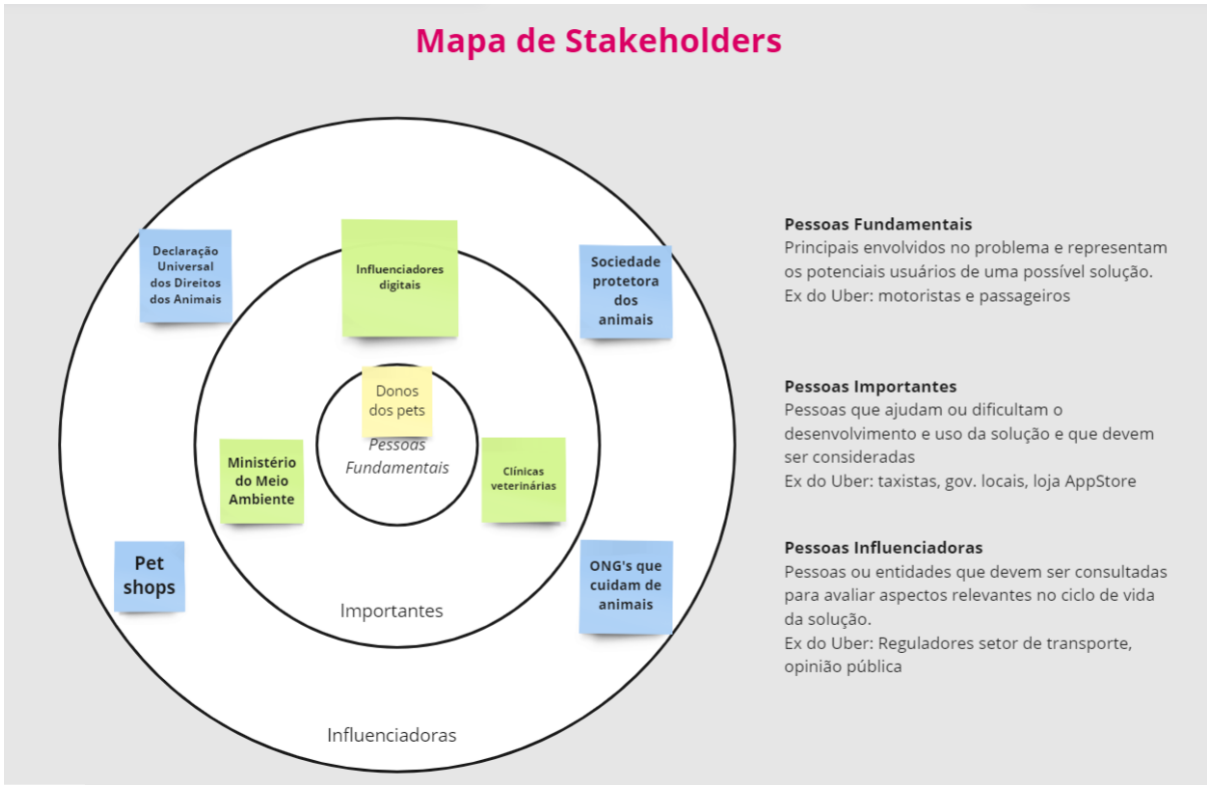 Mapa de Stakeholders
Declaração
Universal
dos Direitos
dos Animais
Influenciadores
digitais
Sociedade
protetora
dos
animais
Donos
dos pets
Pessoas
Fundamentais
Ministério
do Meio
Ambiente
Clínicas
veterinárias
Pet
shops
ONG's que
cuidam de
animais
Importantes
Influenciadoras
Pessoas Fundamentais
Principais envolvidos no problema e representam
os potenciais usuários de uma possível solução.
Ex do Uber: motoristas e passageiros
Pessoas Importantes
Pessoas que ajudam ou dificultam o
desenvolvimento e uso da solução e que devem
ser consideradas
Ex do Uber: taxistas, gov. locais, loja AppStore
Pessoas Influenciadoras
Pessoas ou entidades que devem ser consultadas
para avaliar aspectos relevantes no ciclo de vida
da solução.
Ex do Uber: Reguladores setor de transporte,
opinião pública